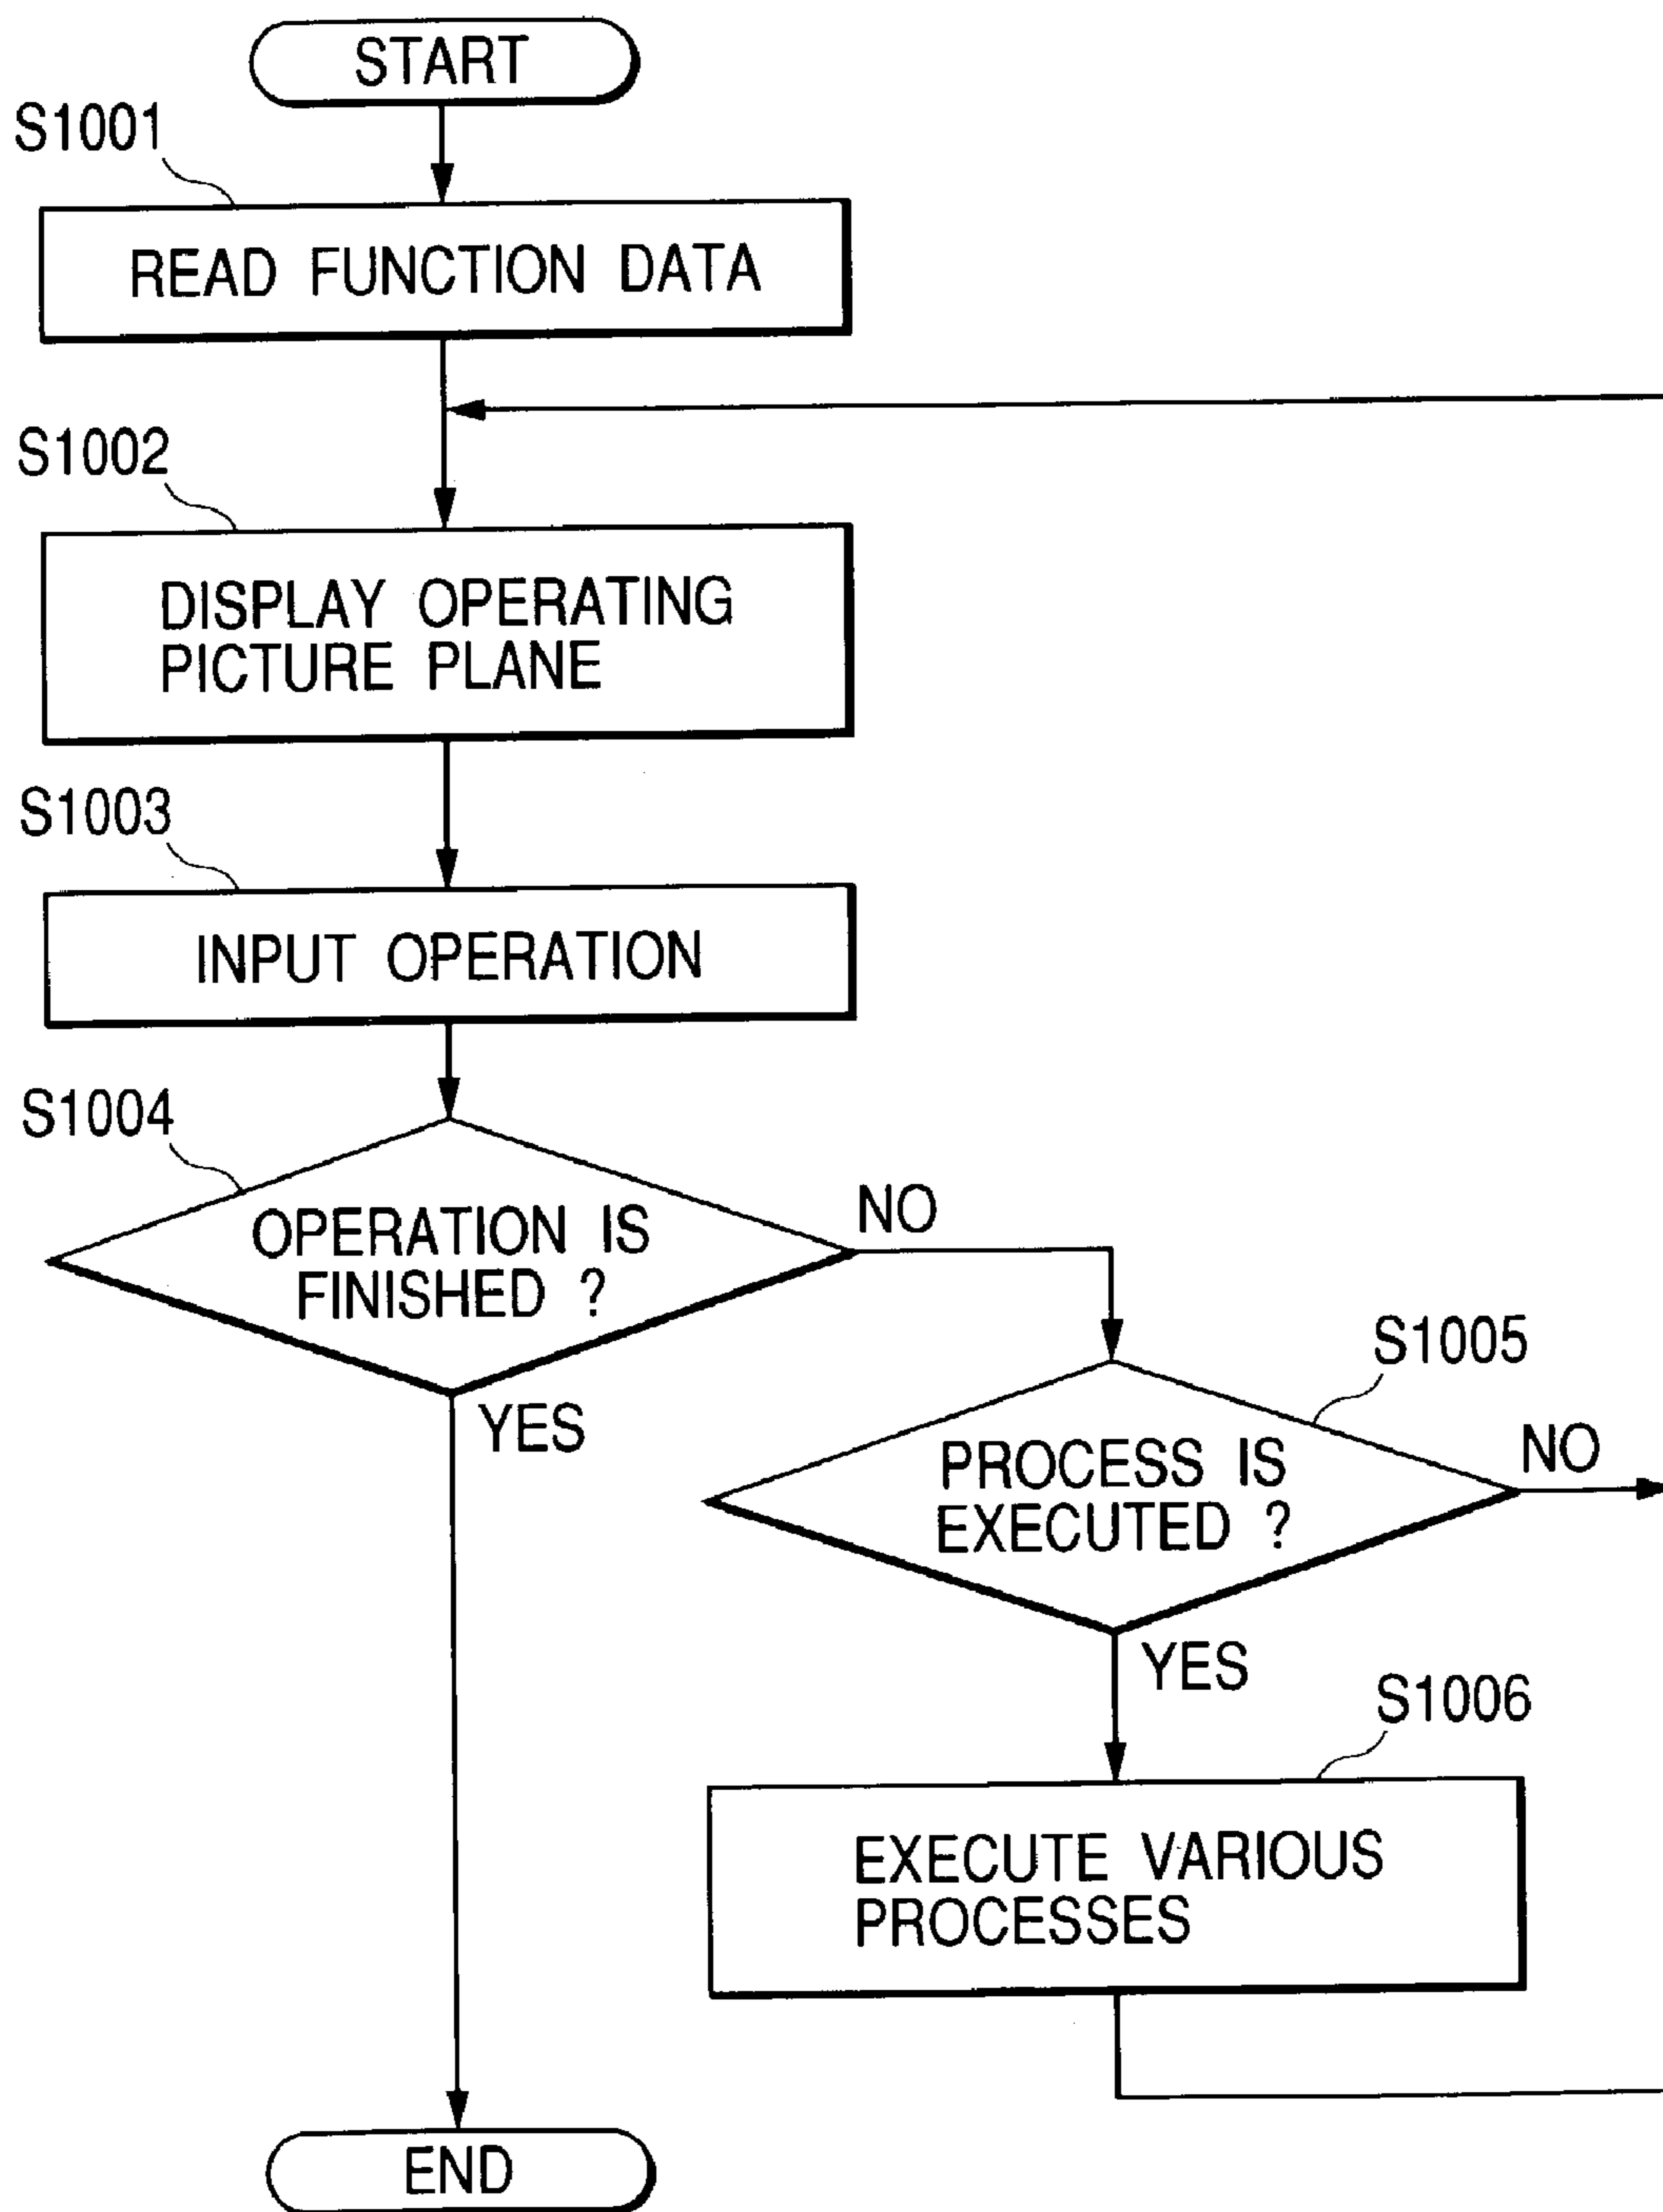 START
S1001
READ FUNCTION DATA
S1002
DISPLAY OPERATING
PICTURE PLANE
S1003
INPUT OPERATION
S1004
OPERATION IS
FINISHED ?
NO
YES
S1005
PROCESS IS
EXECUTED ?
NO
YES
S1006
EXECUTE VARIOUS
PROCESSES
END